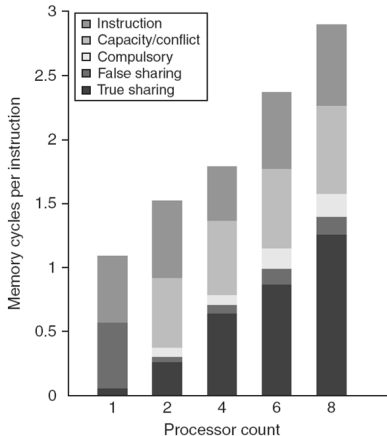 3
Instruction
Capacity/conflict
Compulsory
False sharing
True sharing
2.5
2
1.5
1
0.5
0
Memory cycles per instruction
1 2 4 6 8
Processor count